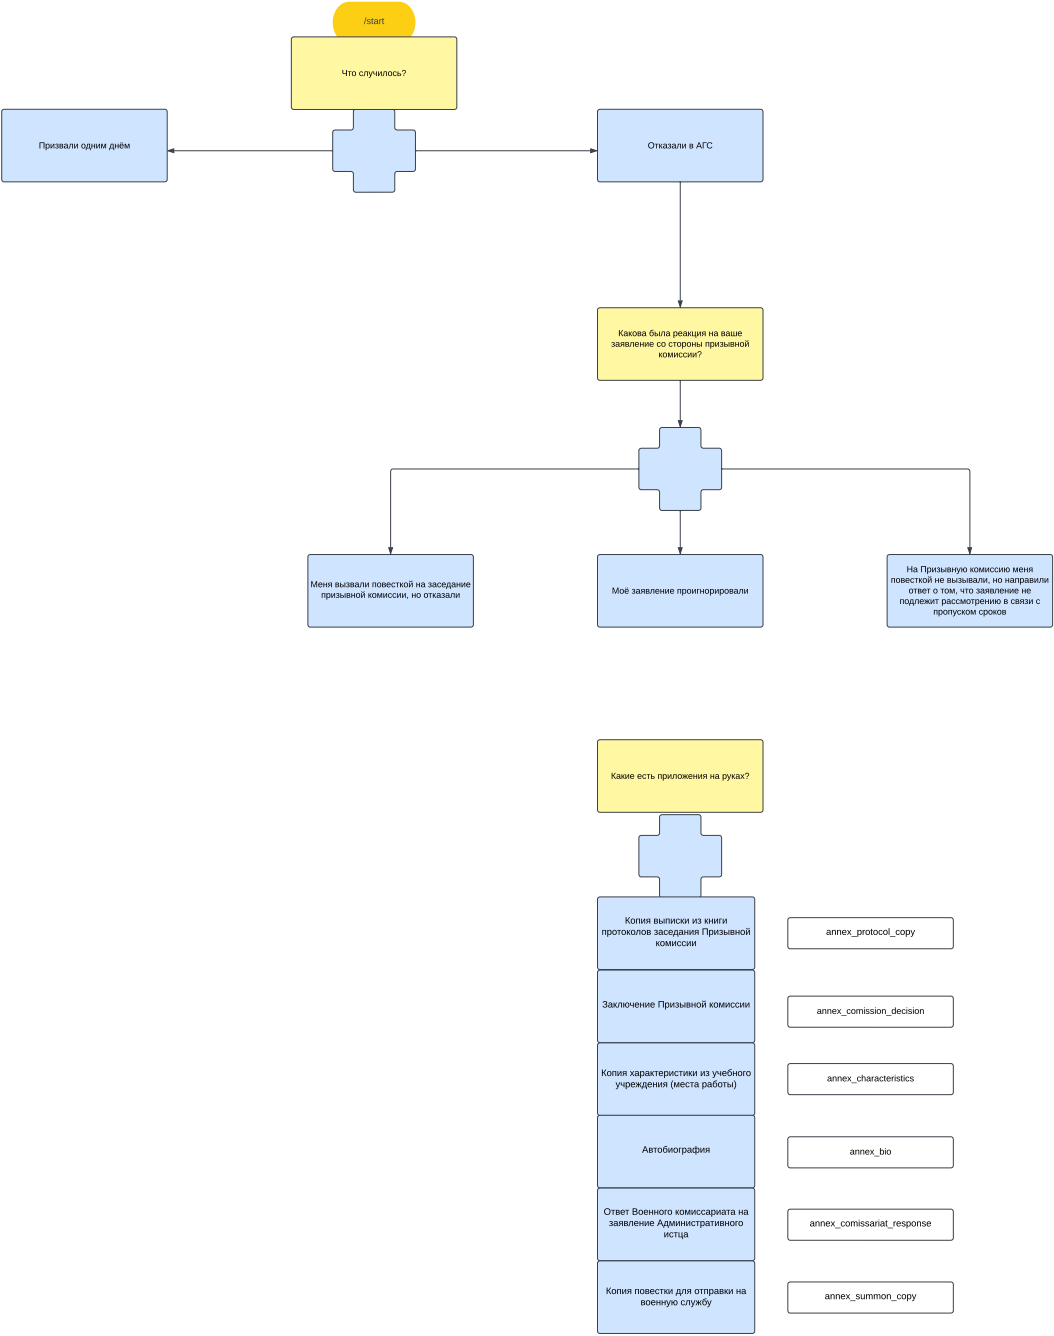 /start
Что случилось?
Призвали одним днём
Отказали в АГС
Какова была реакция на ваше
заявление со стороны призывной
комиссии?
Меня вызвали повесткой на заседание
призывной комиссии, но отказали
Моё заявление проигнорировали
На Призывную комиссию меня
повесткой не вызывали, но направили
ответ о том, что заявление не
подлежит рассмотрению в связи с
пропуском сроков
Какие есть приложения на руках?
Копия выписки из книги
протоколов заседания Призывной
комиссии
annex_protocol_copy
Заключение Призывной комиссии
annex_comission_decision
Копия характеристики из учебного
учреждения (места работы)
annex_characteristics
Автобиография
annex_bio
Ответ Военного комиссариата на
заявление Административного
истца
annex_comissariat_response
Копия повестки для отправки на
военную службу
annex_summon_copy